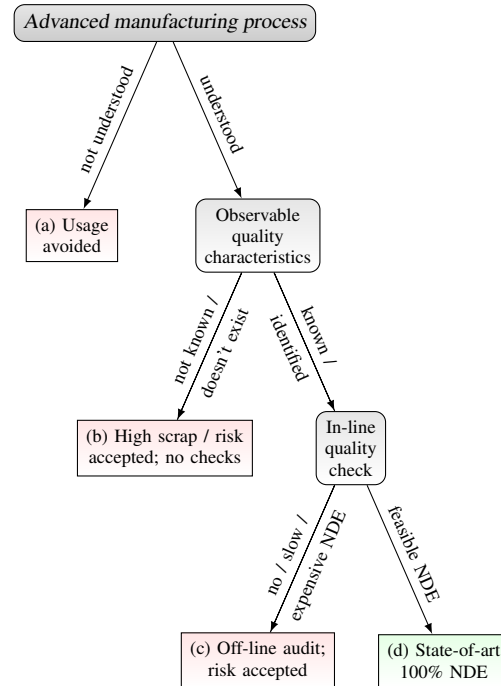 Advanced manufacturing process
not understood
understood
(a) Usage
avoided
Observable
quality
characteristics
not known /
doesn't exist
known /
identified
(b) High scrap / risk
accepted; no checks
In-line
quality
check
no / slow /
expensive NDE
feasible NDE
(c) Off-line audit;
risk accepted
(d) State-of-art
100% NDE